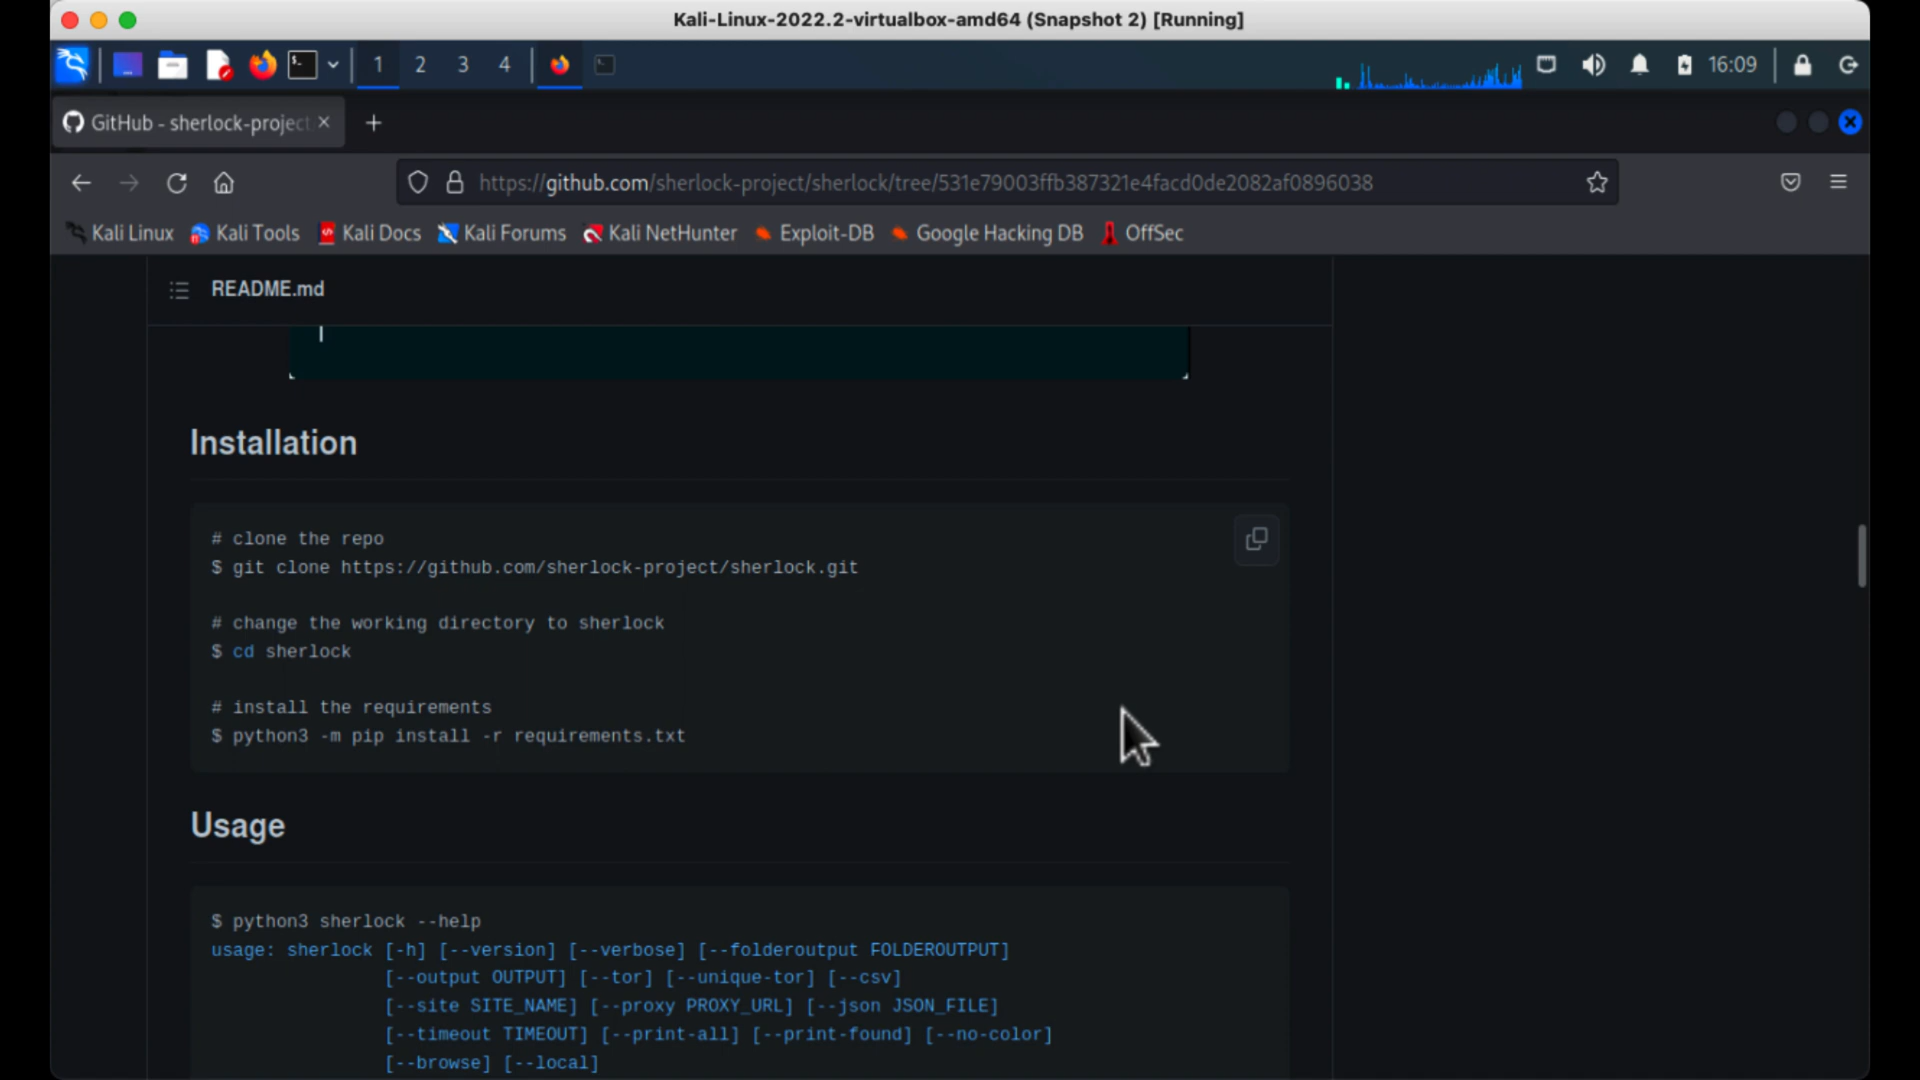 Kali-Linux-2022.2-virtualbox-amd64 (Snapshot 2) [Running]
1 2 3 4
16:09
GitHub - sherlock-project
https://github.com/sherlock-project/sherlock/tree/531e79003ffb387321e4facd0de2082af0896038
Kali Linux Kali Tools Kali Docs Kali Forums Kali NetHunter Exploit-DB Google Hacking DB OffSec
README.md
Installation
# clone the repo
$ git clone https://github.com/sherlock-project/sherlock.git
# change the working directory to sherlock
$ cd sherlock
# install the requirements
$ python3 -m pip install -r requirements.txt
Usage
$ python3 sherlock --help
usage: sherlock [-h] [--version] [--verbose] [--folderoutput FOLDEROUTPUT]
[--output OUTPUT] [--tor] [--unique-tor] [--csv]
[--site SITE_NAME] [--proxy PROXY_URL] [--json JSON_FILE]
[--timeout TIMEOUT] [--print-all] [--print-found] [--no-color]
[--browse] [--local]